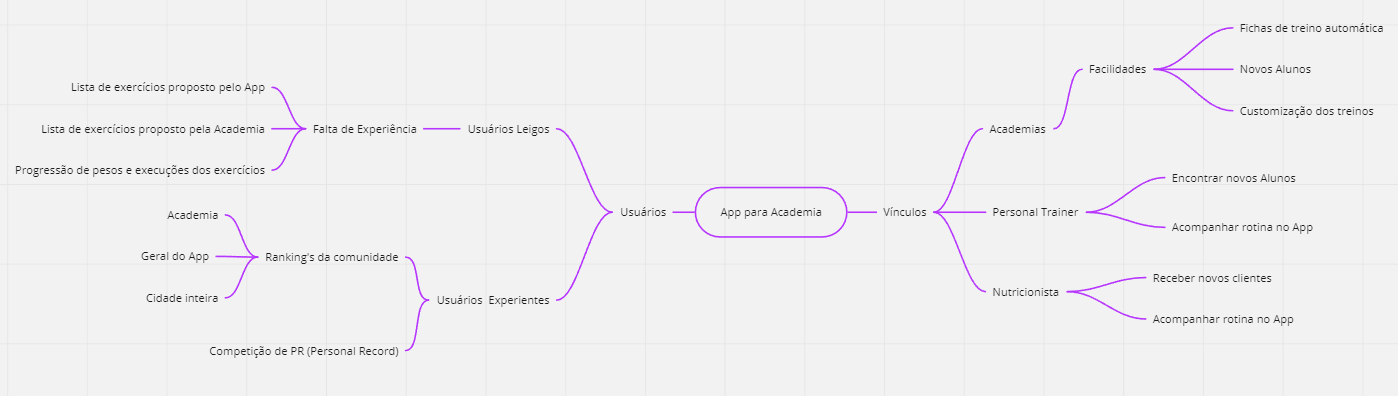 App para Academia
Usuários
Usuários Leigos
Falta de Experiência
Lista de exercícios proposto pelo App
Lista de exercícios proposto pela Academia
Progressão de pesos e execuções dos exercícios
Usuários  Experientes
Ranking's da comunidade
Academia
Geral do App
Cidade inteira
Competição de PR (Personal Record)
Vínculos
Academias
Facilidades
Fichas de treino automática
Novos Alunos
Customização dos treinos
Personal Trainer
Encontrar novos Alunos
Acompanhar rotina no App
Nutricionista
Receber novos clientes
Acompanhar rotina no App